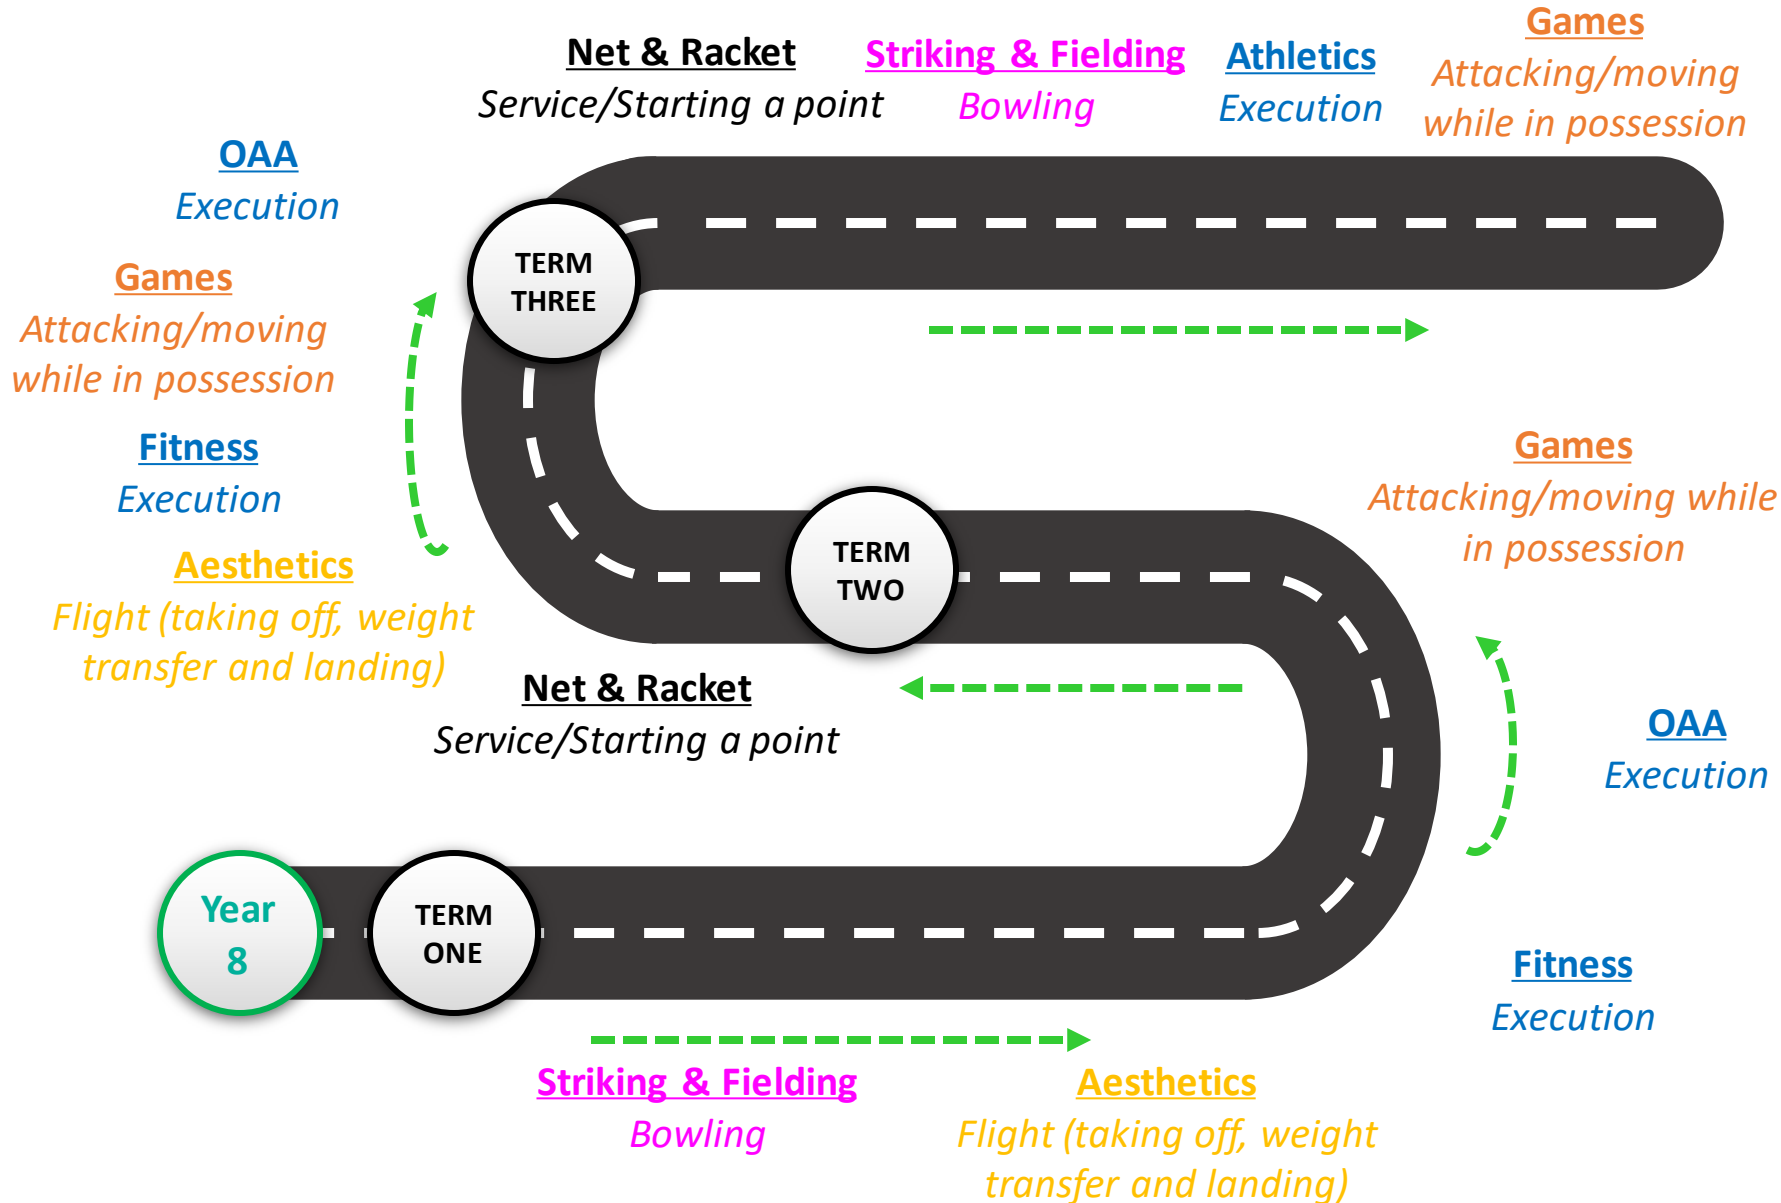 Games
Attacking/moving
while in possession
Net & Racket
Service/Starting a point
Striking & Fielding
Bowling
Athletics
Execution
OAA
Execution
TERM
THREE
Games
Attacking/moving
while in possession
Fitness
Execution
Aesthetics
Flight (taking off, weight
transfer and landing)
Games
Attacking/moving while
in possession
TERM
TWO
Net & Racket
Service/Starting a point
OAA
Execution
Year
8
TERM
ONE
Fitness
Execution
Striking & Fielding
Bowling
Aesthetics
Flight (taking off, weight
transfer and landing)